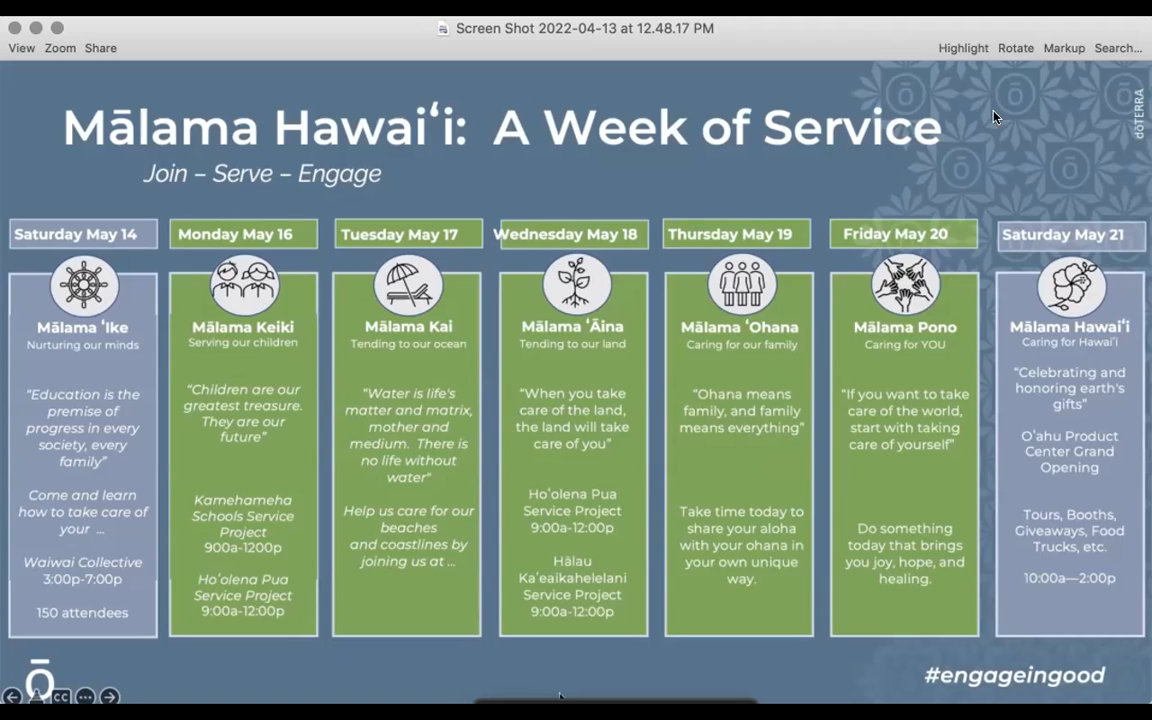 Screen Shot 2022-04-13 at 12.48.17 PM
View Zoom Share
Highlight Rotate Markup Search...
Mālama Hawaiʻi: A Week of Service
Join – Serve – Engage
dōTERRA
Saturday May 14
Mālama ʻIke
Nurturing our minds
"Education is the
premise of
progress in every
society, every
family"
Come and learn
how to take care of
your ...
Waiwai Collective
3:00p-7:00p
150 attendees
Monday May 16
Mālama Keiki
Serving our children
"Children are our
greatest treasure.
They are our
future"
Kamehameha
Schools Service
Project
900a-1200p
Hoʻolena Pua
Service Project
9:00a-12:00p
Tuesday May 17
Mālama Kai
Tending to our ocean
"Water is life's
matter and matrix,
mother and
medium. There is
no life without
water"
Help us care for our
beaches
and coastlines by
joining us at ...
Wednesday May 18
Mālama ʻĀina
Tending to our land
"When you take
care of the land,
the land will take
care of you"
Hoʻolena Pua
Service Project
9:00a-12:00p
Hālau
Kaʻeaikahelelani
Service Project
9:00a-12:00p
Thursday May 19
Mālama ʻOhana
Caring for our family
"Ohana means
family, and family
means everything"
Take time today to
share your aloha
with your ohana in
your own unique
way.
Friday May 20
Mālama Pono
Caring for YOU
"If you want to take
care of the world,
start with taking
care of yourself"
Do something
today that brings
you joy, hope, and
healing.
Saturday May 21
Mālama Hawaiʻi
Caring for Hawaiʻi
"Celebrating and
honoring earth's
gifts"
Oʻahu Product
Center Grand
Opening
Tours, Booths,
Giveaways, Food
Trucks, etc.
10:00a—2:00p
ō
CC
#engageingood